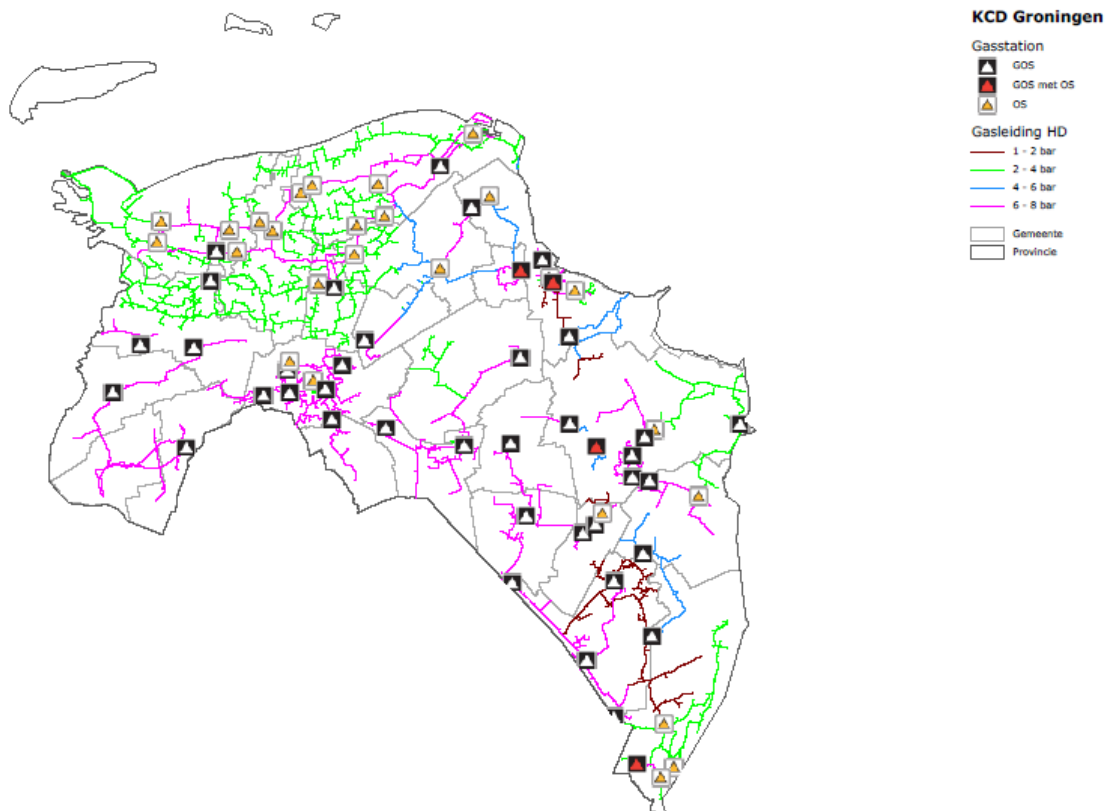 KCD Groningen
Gasstation
GOS
GOS met OS
OS
Gasleiding HD
1 - 2 bar
2 - 4 bar
4 - 6 bar
6 - 8 bar
Gemeente
Provincie